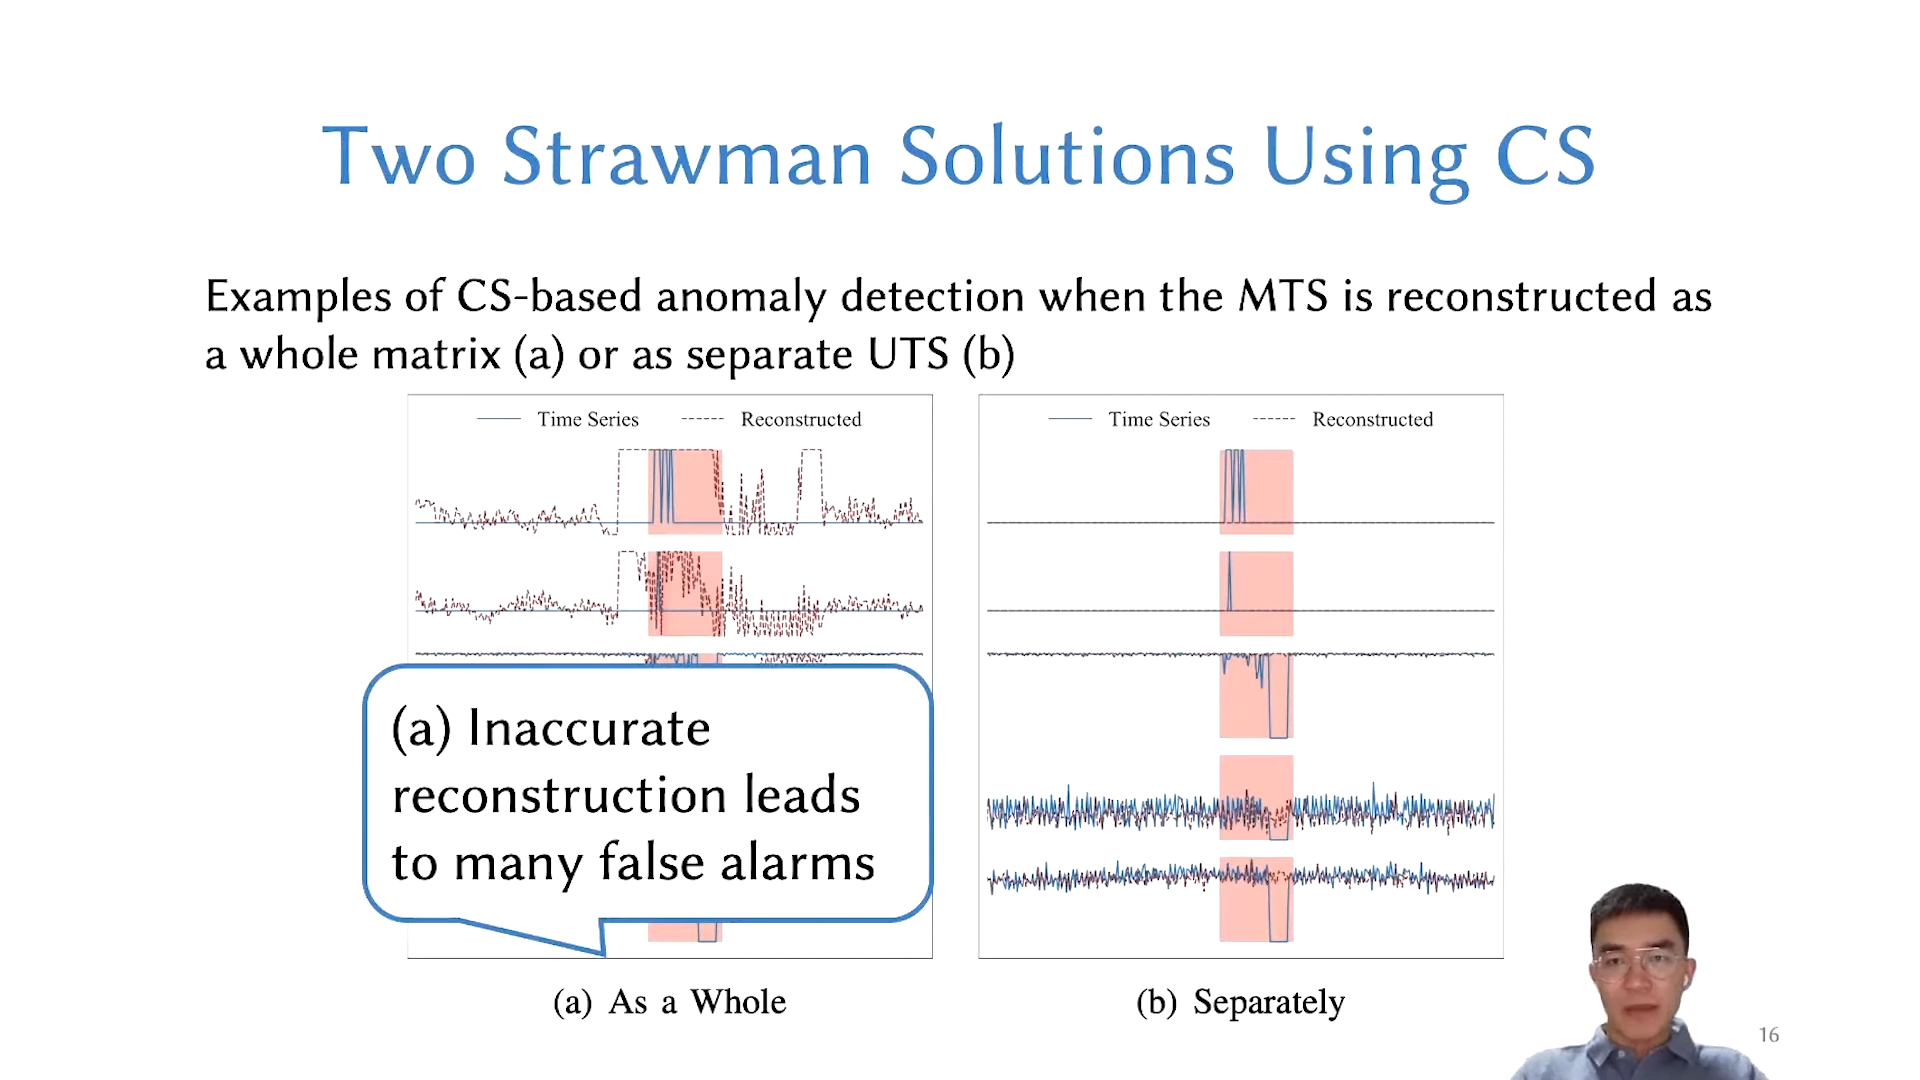 Two Strawman Solutions Using CS
Examples of CS-based anomaly detection when the MTS is reconstructed as
a whole matrix (a) or as separate UTS (b)
Time Series Reconstructed
Time Series Reconstructed
(a) Inaccurate
reconstruction leads
to many false alarms
(a) As a Whole
(b) Separately
16